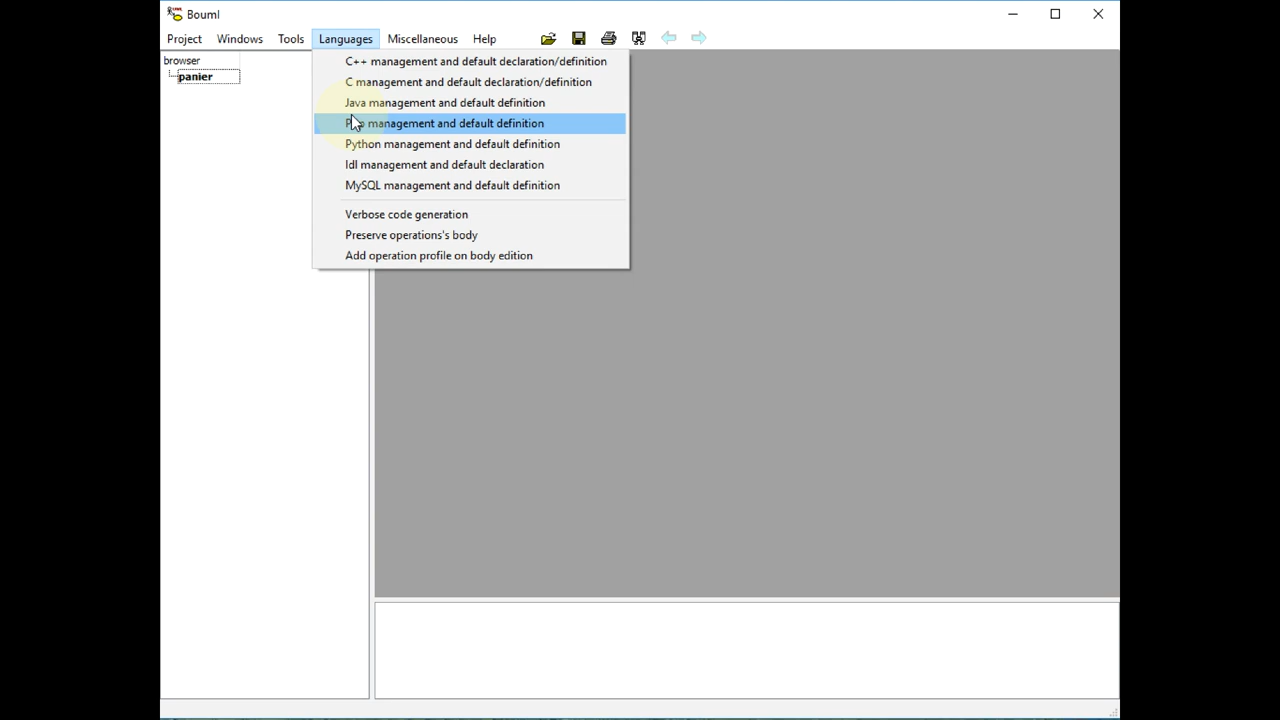 Bouml
Project Windows Tools Languages Miscellaneous Help
browser
panier
C++ management and default declaration/definition
C management and default declaration/definition
Java management and default definition
management and default definition
Python management and default definition
Idl management and default declaration
MySQL management and default definition
Verbose code generation
Preserve operations's body
Add operation profile on body edition